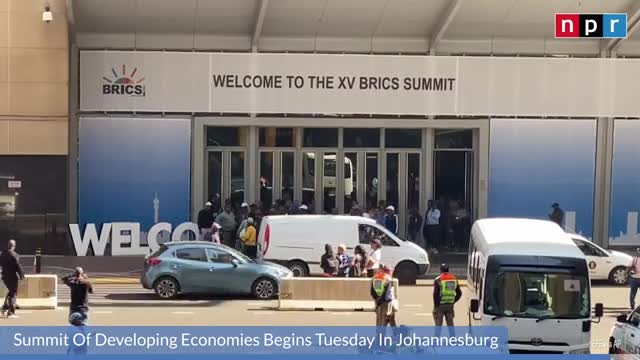 npr
BRICS
WELCOME TO THE XV BRICS SUMMIT
WELCO
Summit Of Developing Economies Begins Tuesday In Johannesburg